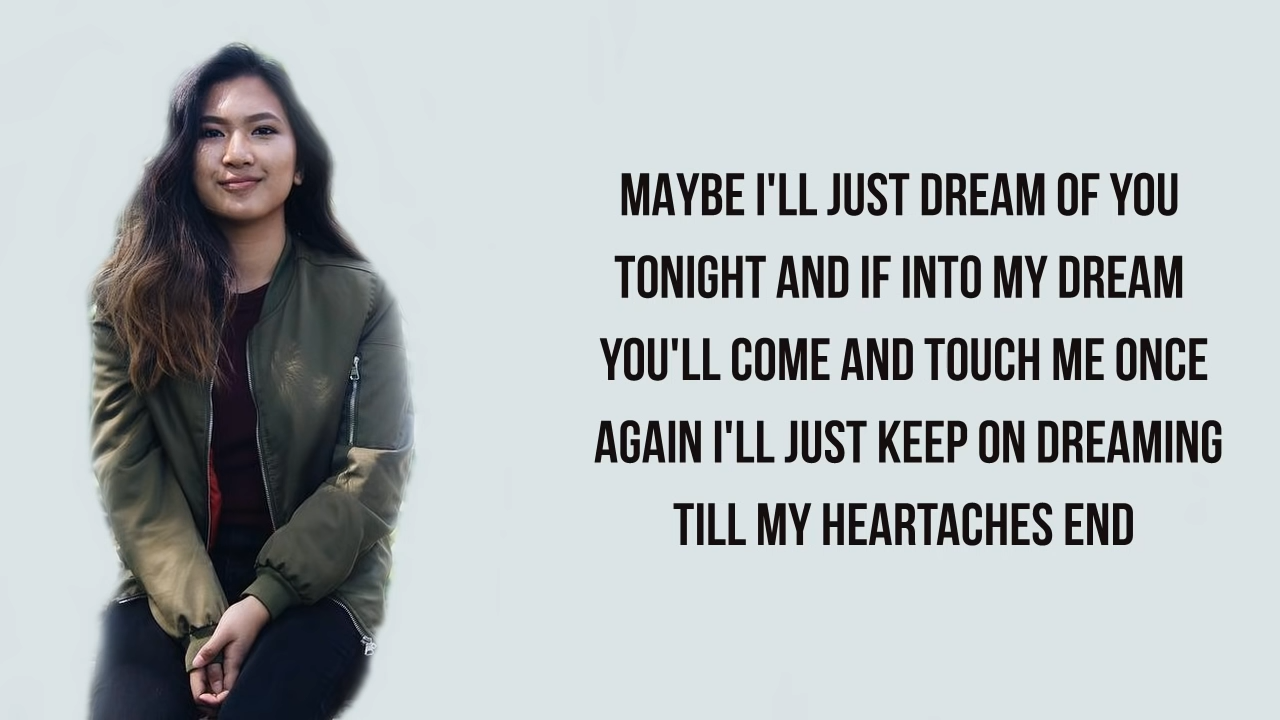 MAYBE I'LL JUST DREAM OF YOU
TONIGHT AND IF INTO MY DREAM
YOU'LL COME AND TOUCH ME ONCE
AGAIN I'LL JUST KEEP ON DREAMING
TILL MY HEARTACHES END